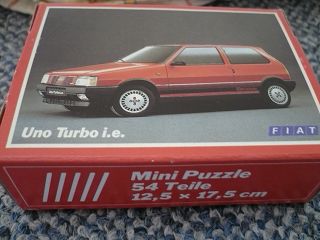 Uno Turbo i.e.
FIAT
Mini Puzzle
54 Teile
12,5 x 17,5 cm